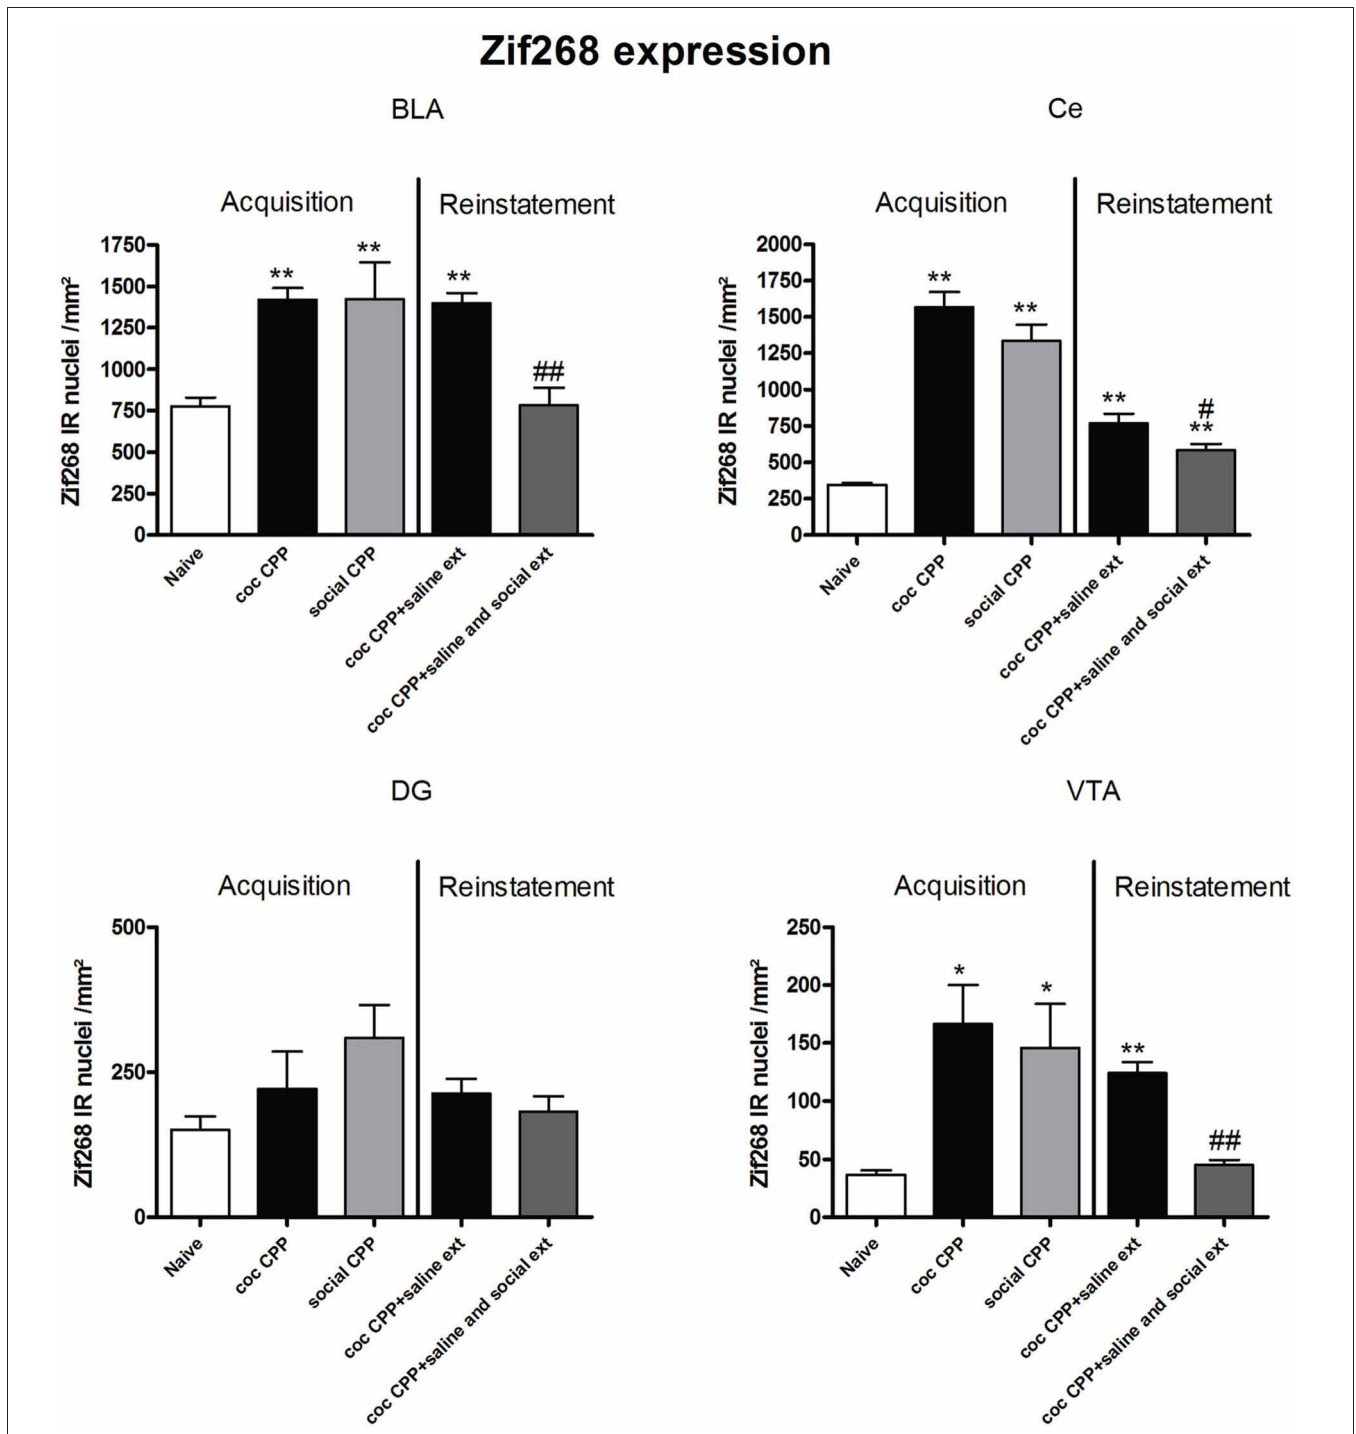 Zif268 expression
BLA
Acquisition
Reinstatement
Zif268 IR nuclei /mm²
1750
1500
1250
1000
750
500
250
0
**
**
**
##
Naive
coc CPP
social CPP
coc CPP+saline ext
coc CPP+saline and social ext
Ce
Acquisition
Reinstatement
Zif268 IR nuclei /mm²
2000
1750
1500
1250
1000
750
500
250
0
**
**
**
#
**
Naive
coc CPP
social CPP
coc CPP+saline ext
coc CPP+saline and social ext
DG
Acquisition
Reinstatement
Zif268 IR nuclei /mm²
500
250
0
Naive
coc CPP
social CPP
coc CPP+saline ext
coc CPP+saline and social ext
VTA
Acquisition
Reinstatement
Zif268 IR nuclei /mm²
250
200
150
100
50
0
*
*
**
##
Naive
coc CPP
social CPP
coc CPP+saline ext
coc CPP+saline and social ext